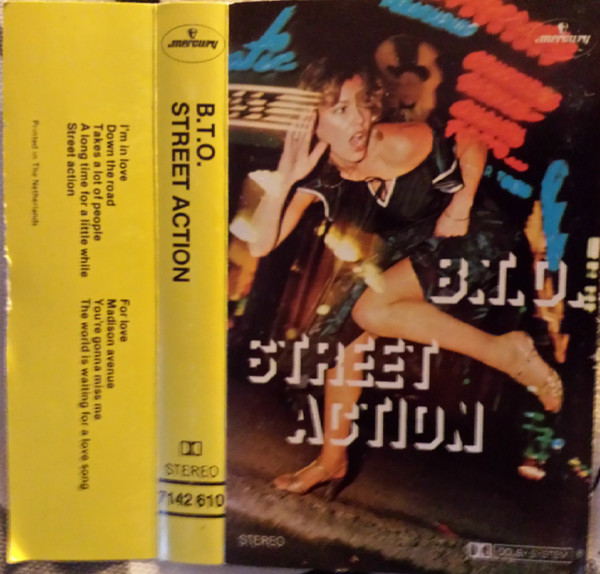 I'm in love
Down the road
Takes a lot of people
A long time for a little while
Street action
For love
Madison avenue
You're gonna miss me
The world is waiting for a love song
Printed in The Netherlands
mercury
B.T.O.
STREET ACTION
STEREO
7142 610
mercury
B.T.O.
STREET
ACTION
STEREO
DOLBY SYSTEM